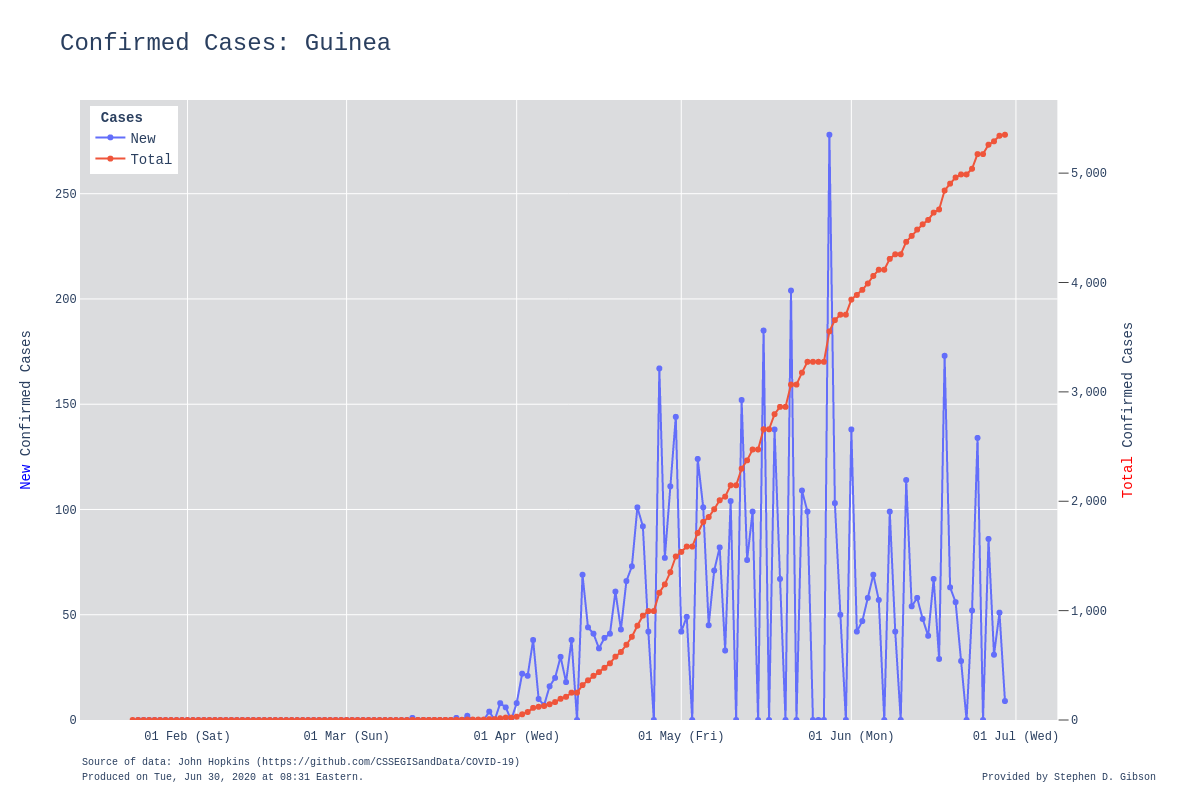 Confirmed Cases: Guinea
Cases
New
Total
250
200
150
100
50
0
5,000
4,000
3,000
2,000
1,000
0
New Confirmed Cases
Total Confirmed Cases
01 Feb (Sat) 01 Mar (Sun) 01 Apr (Wed) 01 May (Fri) 01 Jun (Mon) 01 Jul (Wed)
Source of data: John Hopkins (https://github.com/CSSEGISandData/COVID-19)
Produced on Tue, Jun 30, 2020 at 08:31 Eastern.
Provided by Stephen D. Gibson